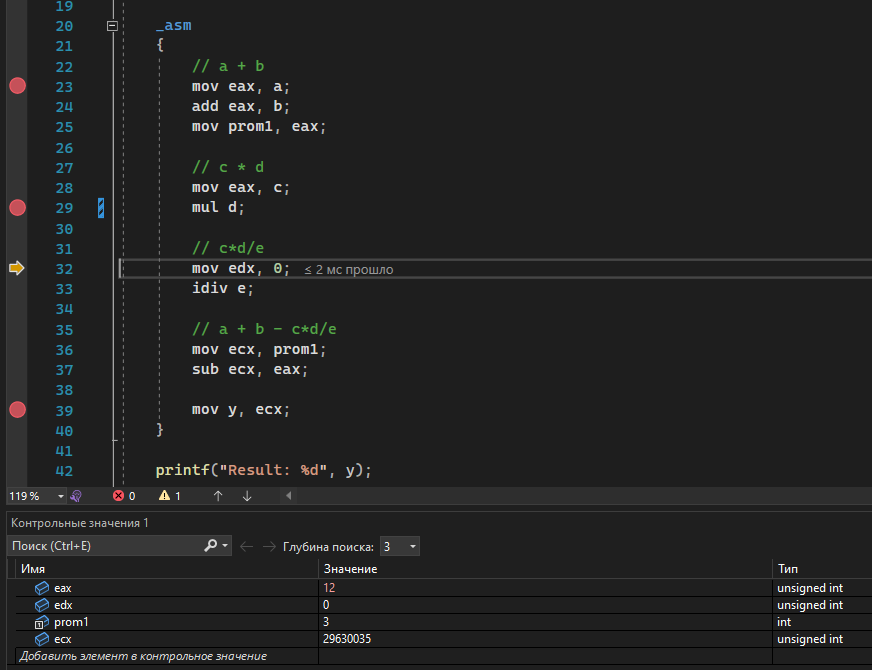 19
20 _asm
21 {
22 // a + b
23 mov eax, a;
24 add eax, b;
25 mov prom1, eax;
26
27 // c * d
28 mov eax, c;
29 mul d;
30
31 // c*d/e
32 mov edx, 0; ≤ 2 мс прошло
33 idiv e;
34
35 // a + b - c*d/e
36 mov ecx, prom1;
37 sub ecx, eax;
38
39 mov y, ecx;
40 }
41
42 printf("Result: %d", y);
119 % 0 1
Контрольные значения 1
Поиск (Ctrl+E) Глубина поиска: 3
Имя Значение Тип
eax 12 unsigned int
edx 0 unsigned int
prom1 3 int
ecx 29630035 unsigned int
Добавить элемент в контрольное значение